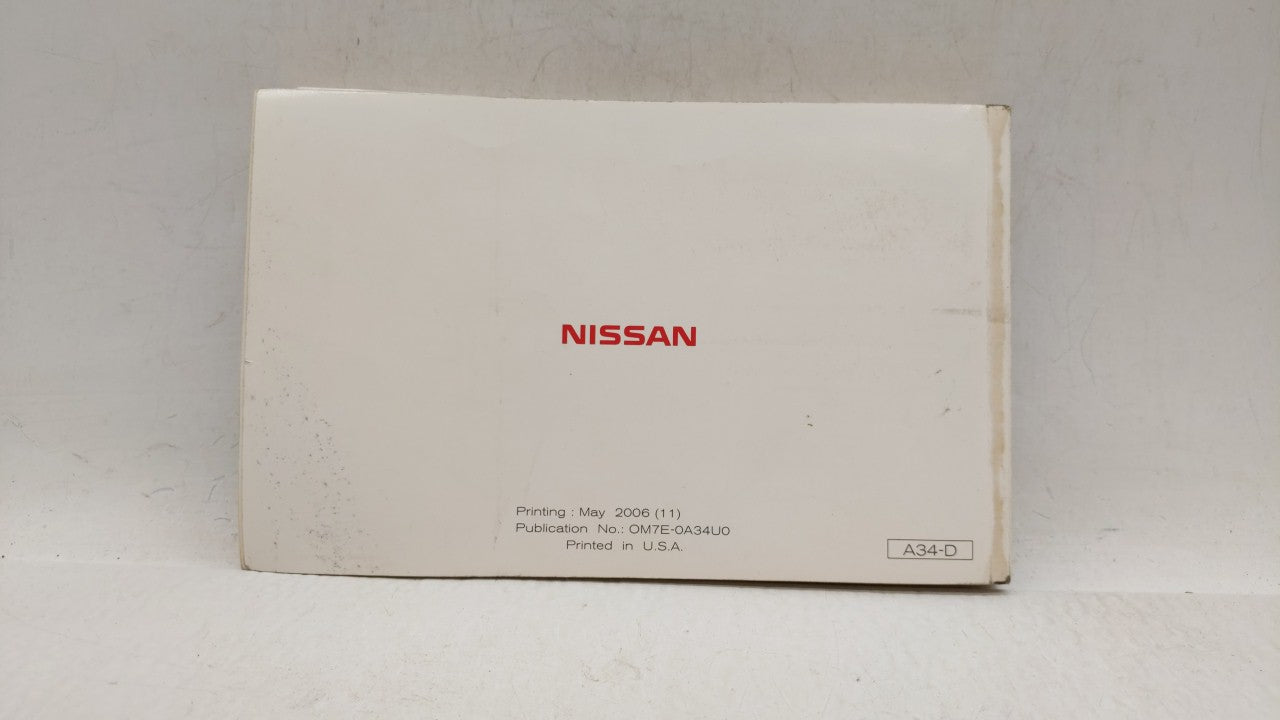 NISSAN
Printing : May 2006 (11)
Publication No.: OM7E-0A34U0
Printed in U.S.A.
A34-D